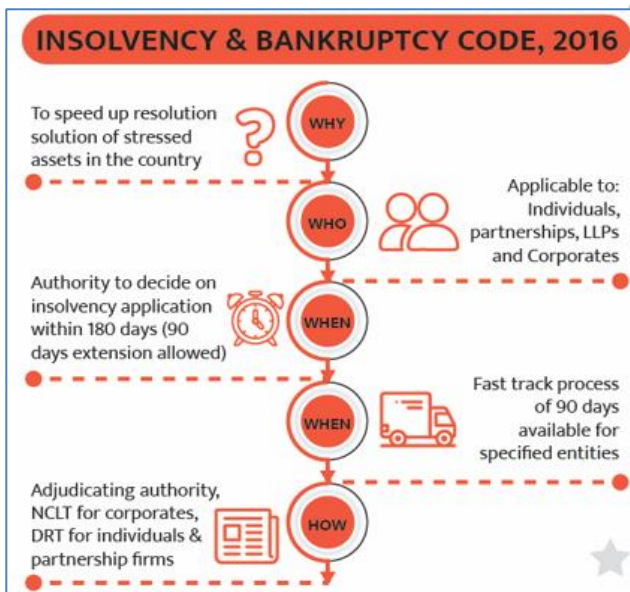 INSOLVENCY & BANKRUPTCY CODE, 2016
To speed up resolution
solution of stressed
assets in the country
WHY
WHO
Applicable to:
Individuals,
partnerships, LLPs
and Corporates
Authority to decide on
insolvency application
within 180 days (90
days extension allowed)
WHEN
WHEN
Fast track process
of 90 days
available for
specified entities
Adjudicating authority,
NCLT for corporates,
DRT for individuals &
partnership firms
HOW